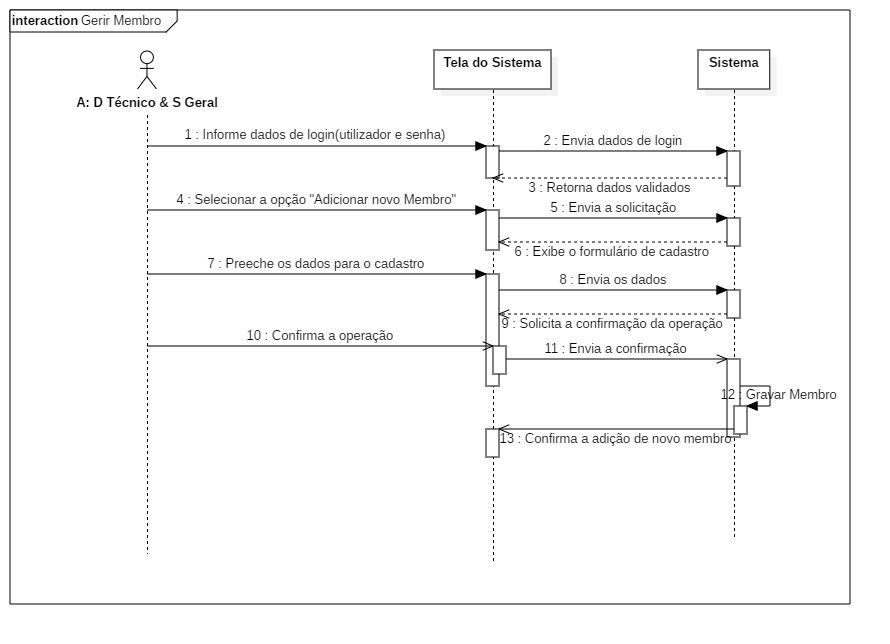 interaction Gerir Membro
Tela do Sistema
Sistema
A: D Técnico & S Geral
1 : Informe dados de login(utilizador e senha)
2 : Envia dados de login
3 : Retorna dados validados
4 : Selecionar a opção "Adicionar novo Membro"
5 : Envia a solicitação
6 : Exibe o formulário de cadastro
7 : Preeche os dados para o cadastro
8 : Envia os dados
9 : Solicita a confirmação da operação
10 : Confirma a operação
11 : Envia a confirmação
12 : Gravar Membro
13 : Confirma a adição de novo membro